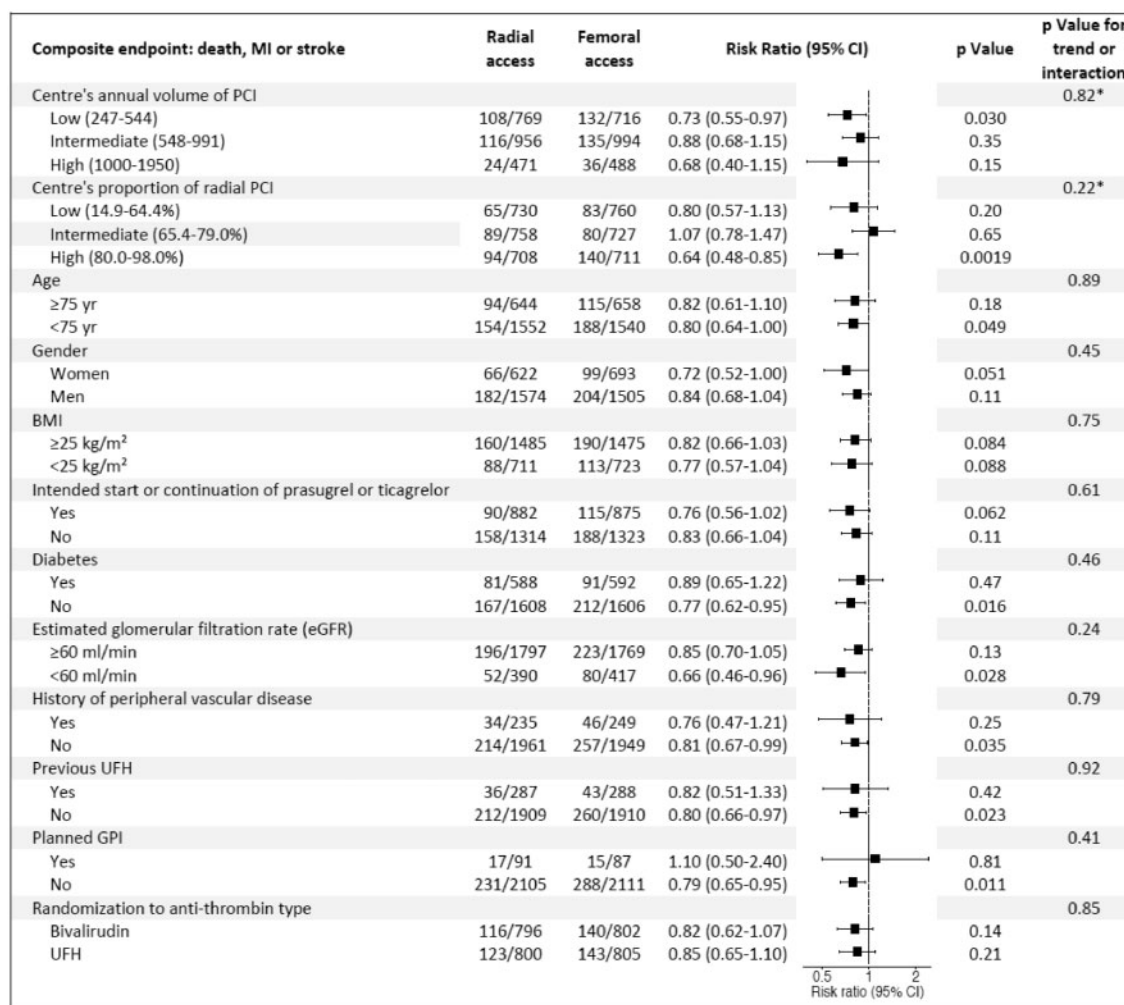 Composite endpoint: death, MI or stroke Radial access Femoral access Risk Ratio (95% CI) p Value p Value for trend or interaction
Centre's annual volume of PCI 0.82*
Low (247-544) 108/769 132/716 0.73 (0.55-0.97) 0.030
Intermediate (548-991) 116/956 135/994 0.88 (0.68-1.15) 0.35
High (1000-1950) 24/471 36/488 0.68 (0.40-1.15) 0.15
Centre's proportion of radial PCI 0.22*
Low (14.9-64.4%) 65/730 83/760 0.80 (0.57-1.13) 0.20
Intermediate (65.4-79.0%) 89/758 80/727 1.07 (0.78-1.47) 0.65
High (80.0-98.0%) 94/708 140/711 0.64 (0.48-0.85) 0.0019
Age 0.89
≥75 yr 94/644 115/658 0.82 (0.61-1.10) 0.18
<75 yr 154/1552 188/1540 0.80 (0.64-1.00) 0.049
Gender 0.45
Women 66/622 99/693 0.72 (0.52-1.00) 0.051
Men 182/1574 204/1505 0.84 (0.68-1.04) 0.11
BMI 0.75
≥25 kg/m² 160/1485 190/1475 0.82 (0.66-1.03) 0.084
<25 kg/m² 88/711 113/723 0.77 (0.57-1.04) 0.088
Intended start or continuation of prasugrel or ticagrelor 0.61
Yes 90/882 115/875 0.76 (0.56-1.02) 0.062
No 158/1314 188/1323 0.83 (0.66-1.04) 0.11
Diabetes 0.46
Yes 81/588 91/592 0.89 (0.65-1.22) 0.47
No 167/1608 212/1606 0.77 (0.62-0.95) 0.016
Estimated glomerular filtration rate (eGFR) 0.24
≥60 ml/min 196/1797 223/1769 0.85 (0.70-1.05) 0.13
<60 ml/min 52/390 80/417 0.66 (0.46-0.96) 0.028
History of peripheral vascular disease 0.79
Yes 34/235 46/249 0.76 (0.47-1.21) 0.25
No 214/1961 257/1949 0.81 (0.67-0.99) 0.035
Previous UFH 0.92
Yes 36/287 43/288 0.82 (0.51-1.33) 0.42
No 212/1909 260/1910 0.80 (0.66-0.97) 0.023
Planned GPI 0.41
Yes 17/91 15/87 1.10 (0.50-2.40) 0.81
No 231/2105 288/2111 0.79 (0.65-0.95) 0.011
Randomization to anti-thrombin type 0.85
Bivalirudin 116/796 140/802 0.82 (0.62-1.07) 0.14
UFH 123/800 143/805 0.85 (0.65-1.10) 0.21
0.5 1 2
Risk ratio (95% CI)